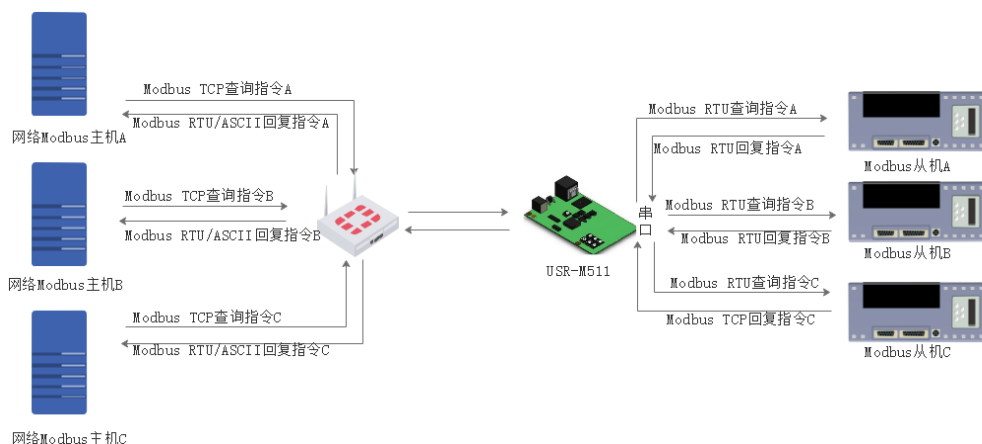 Modbus TCP查询指令A
Modbus RTU/ASCII回复指令A
网络Modbus主机A
Modbus TCP查询指令B
Modbus RTU/ASCII回复指令B
网络Modbus主机B
Modbus TCP查询指令C
Modbus RTU/ASCII回复指令C
网络Modbus主机C
USR-M511
串口
Modbus RTU查询指令A
Modbus RTU回复指令A
Modbus从机A
Modbus RTU查询指令B
Modbus RTU回复指令B
Modbus从机B
Modbus RTU查询指令C
Modbus TCP回复指令C
Modbus从机C